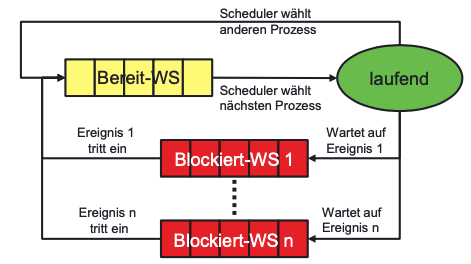 Scheduler wählt
anderen Prozess
Bereit-WS
laufend
Scheduler wählt
nächsten Prozess
Ereignis 1
tritt ein
Blockiert-WS 1
Wartet auf
Ereignis 1
Ereignis n
tritt ein
Blockiert-WS n
Wartet auf
Ereignis n